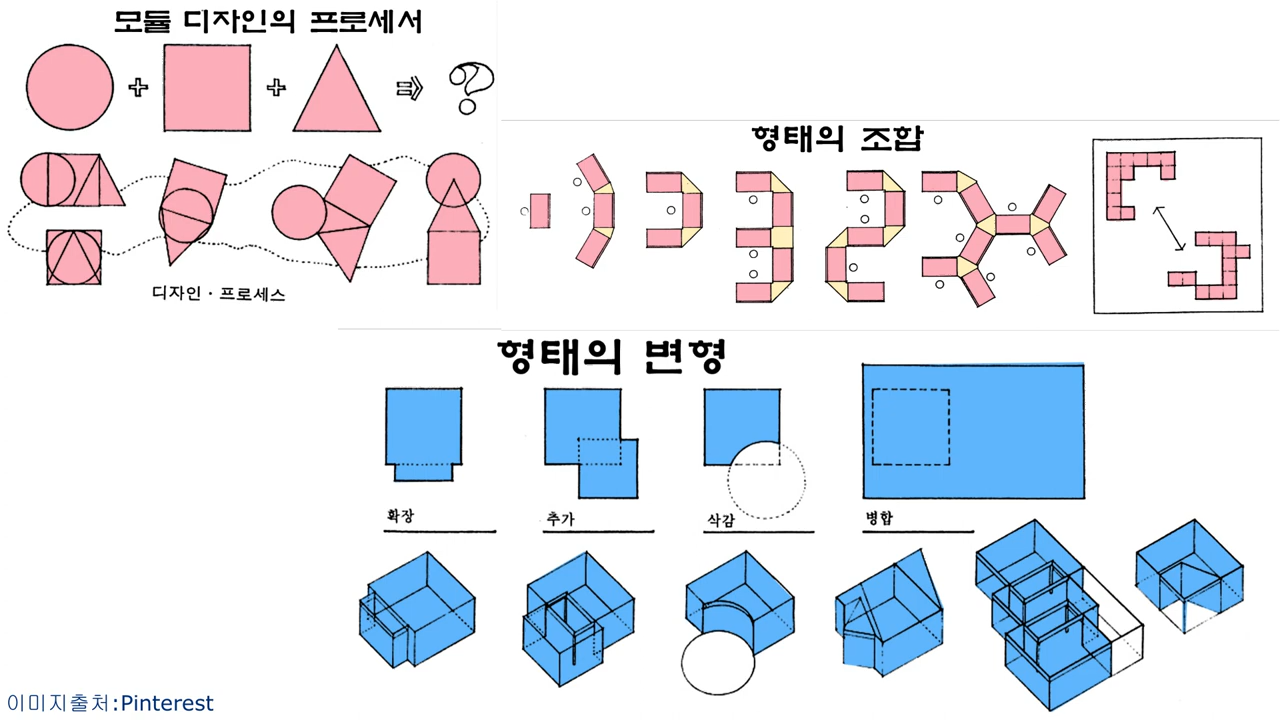 모듈 디자인의 프로세서
디자인 · 프로세스
형태의 조합
형태의 변형
확장
추가
삭감
병합
이미지출처:Pinterest